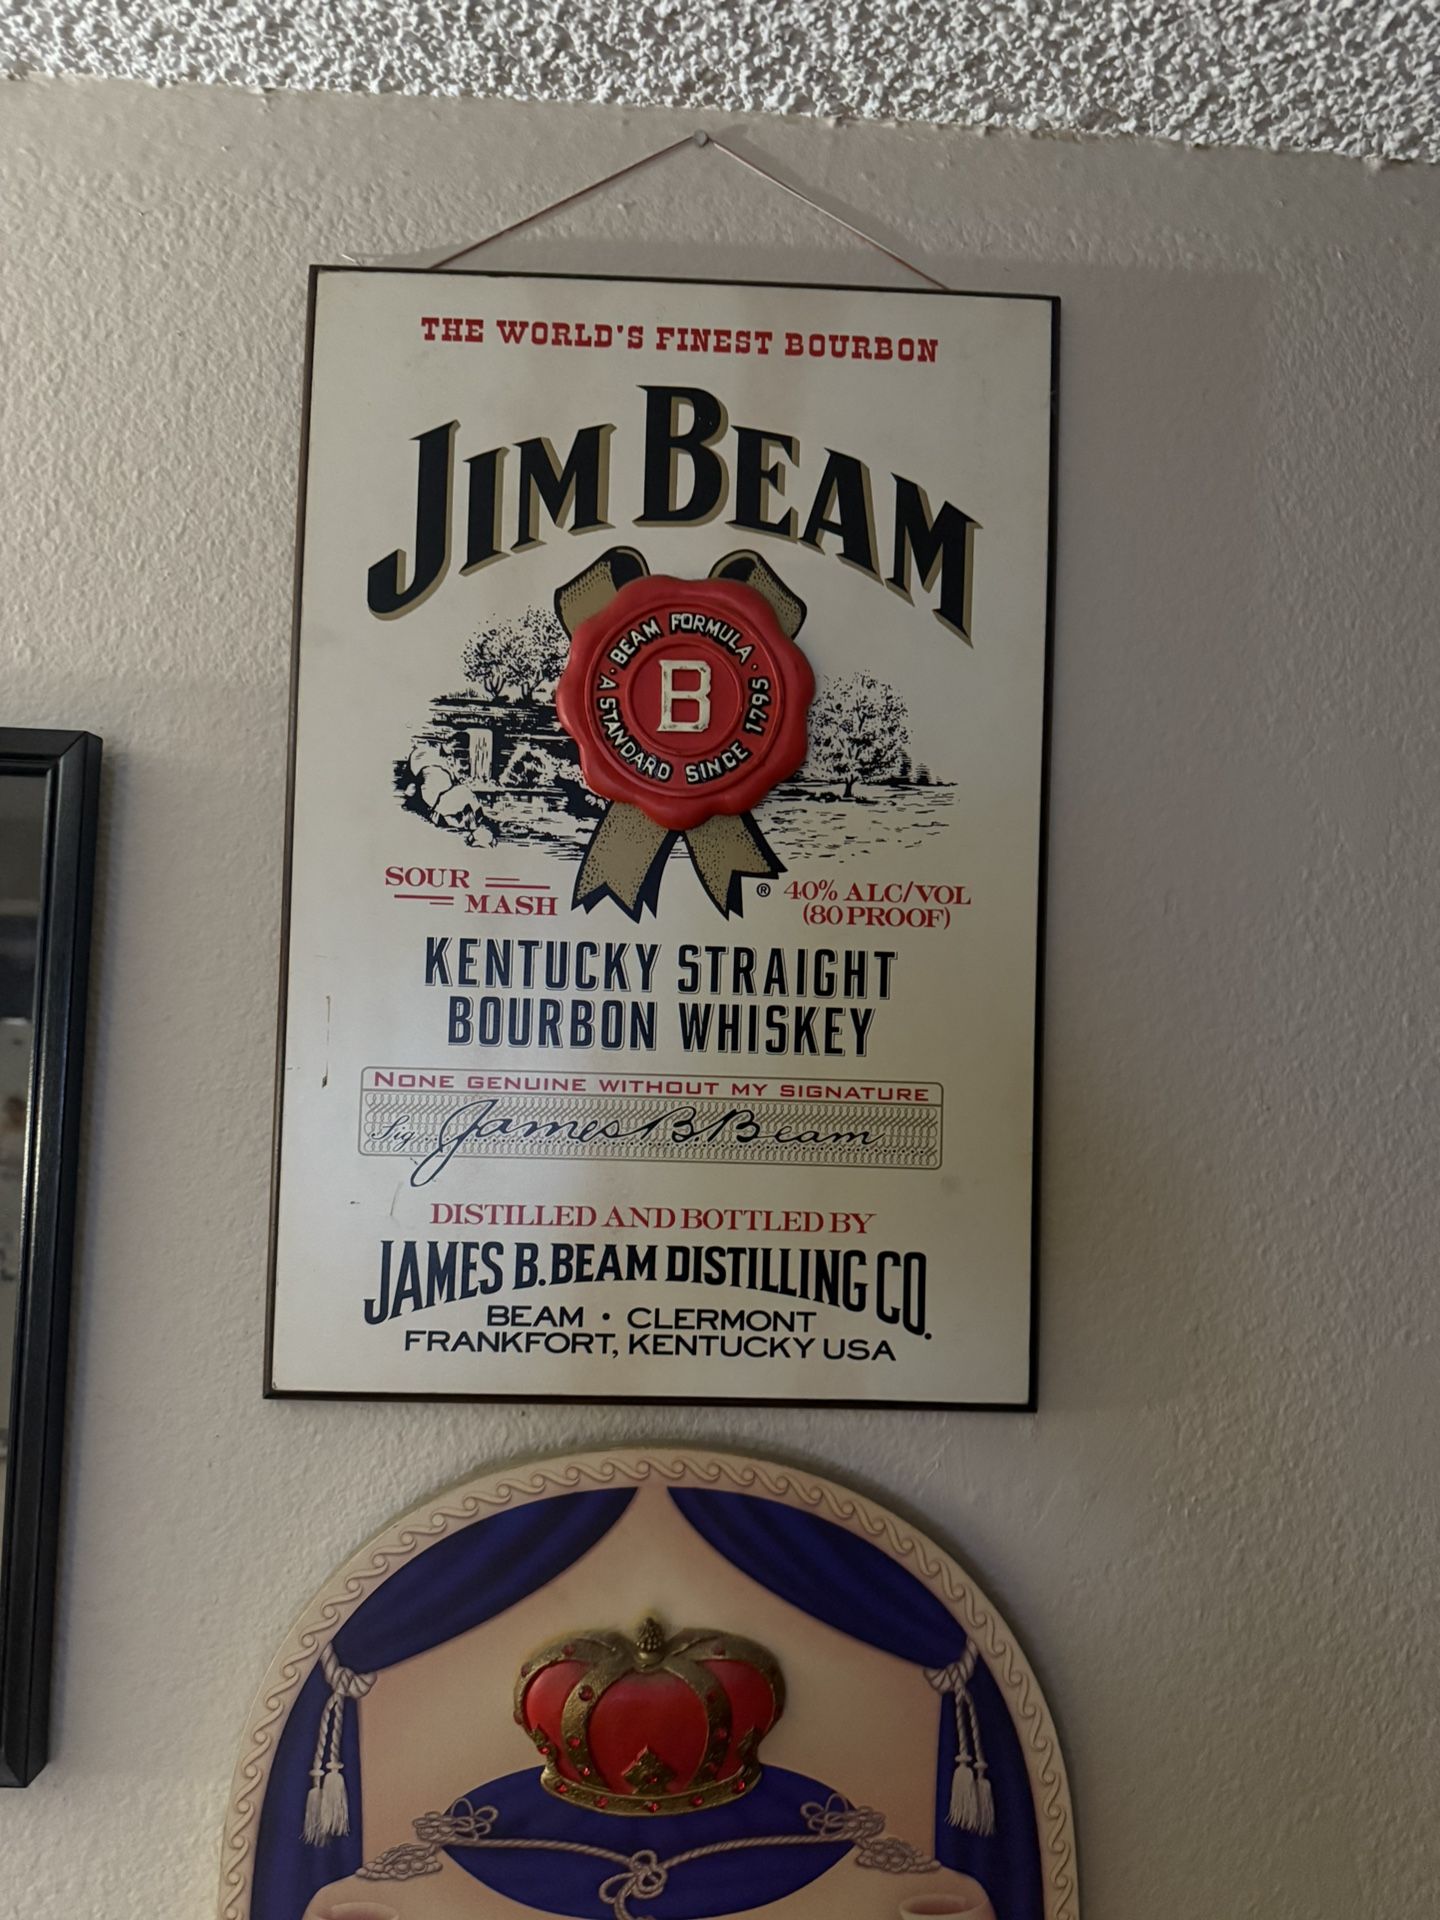 THE WORLD'S FINEST BOURBON
JIM BEAM
BEAM FORMULA
B
· A STANDARD SINCE 1795 ·
SOUR
MASH
® 40% ALC/VOL
(80 PROOF)
KENTUCKY STRAIGHT
BOURBON WHISKEY
NONE GENUINE WITHOUT MY SIGNATURE
Sig. James B. Beam
DISTILLED AND BOTTLED BY
JAMES B. BEAM DISTILLING CO.
BEAM · CLERMONT
FRANKFORT, KENTUCKY USA